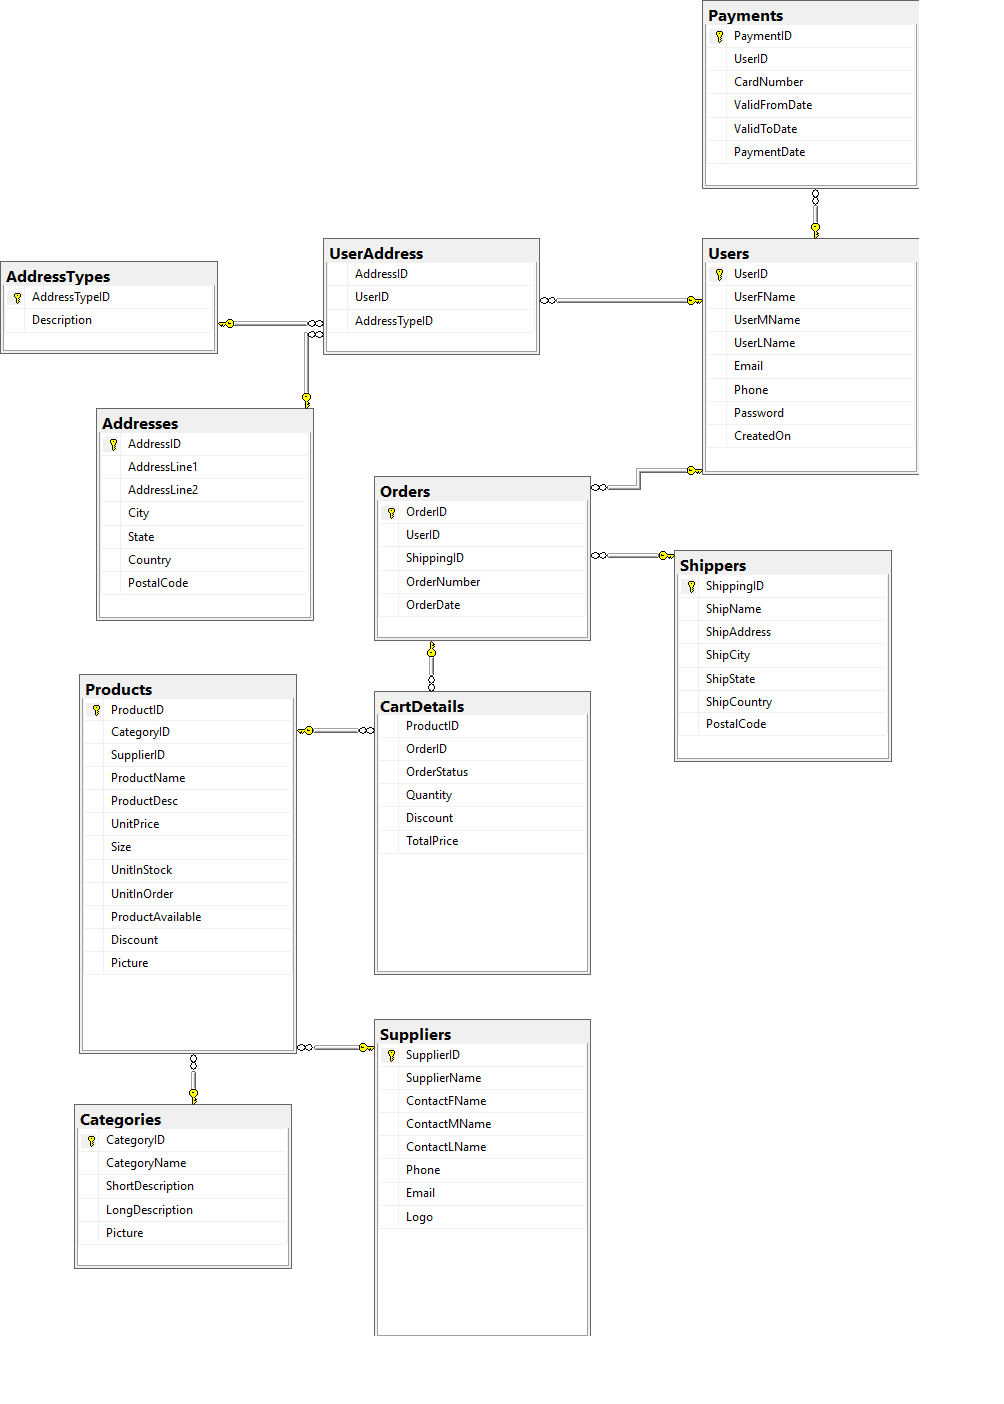 Payments
PaymentID
UserID
CardNumber
ValidFromDate
ValidToDate
PaymentDate
UserAddress
AddressID
UserID
AddressTypeID
Users
UserID
UserFName
UserMName
UserLName
Email
Phone
Password
CreatedOn
AddressTypes
AddressTypeID
Description
Addresses
AddressID
AddressLine1
AddressLine2
City
State
Country
PostalCode
Orders
OrderID
UserID
ShippingID
OrderNumber
OrderDate
Shippers
ShippingID
ShipName
ShipAddress
ShipCity
ShipState
ShipCountry
PostalCode
Products
ProductID
CategoryID
SupplierID
ProductName
ProductDesc
UnitPrice
Size
UnitInStock
UnitInOrder
ProductAvailable
Discount
Picture
CartDetails
ProductID
OrderID
OrderStatus
Quantity
Discount
TotalPrice
Suppliers
SupplierID
SupplierName
ContactFName
ContactMName
ContactLName
Phone
Email
Logo
Categories
CategoryID
CategoryName
ShortDescription
LongDescription
Picture